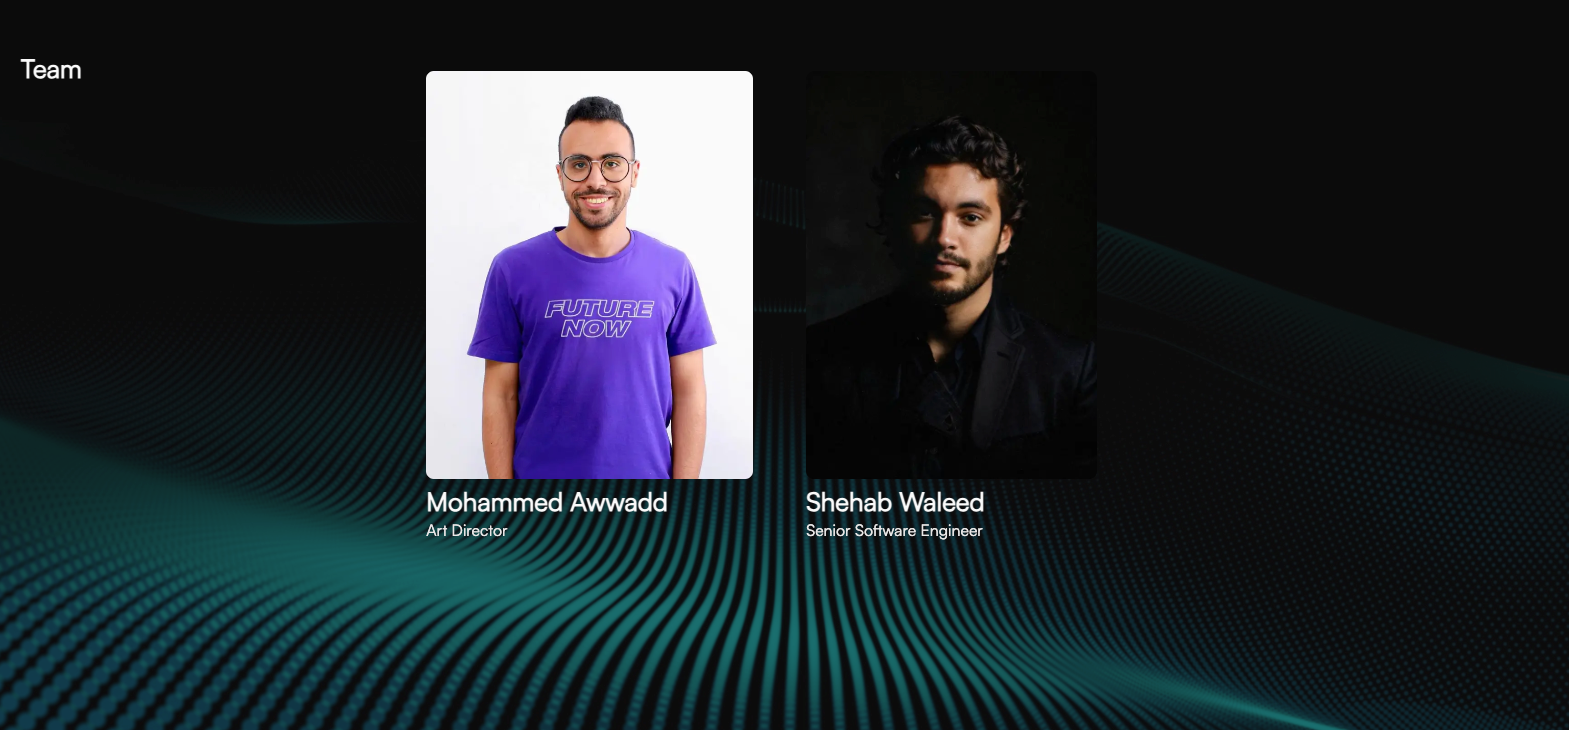 Team
FUTURE
NOW
Mohammed Awwadd
Art Director
Shehab Waleed
Senior Software Engineer